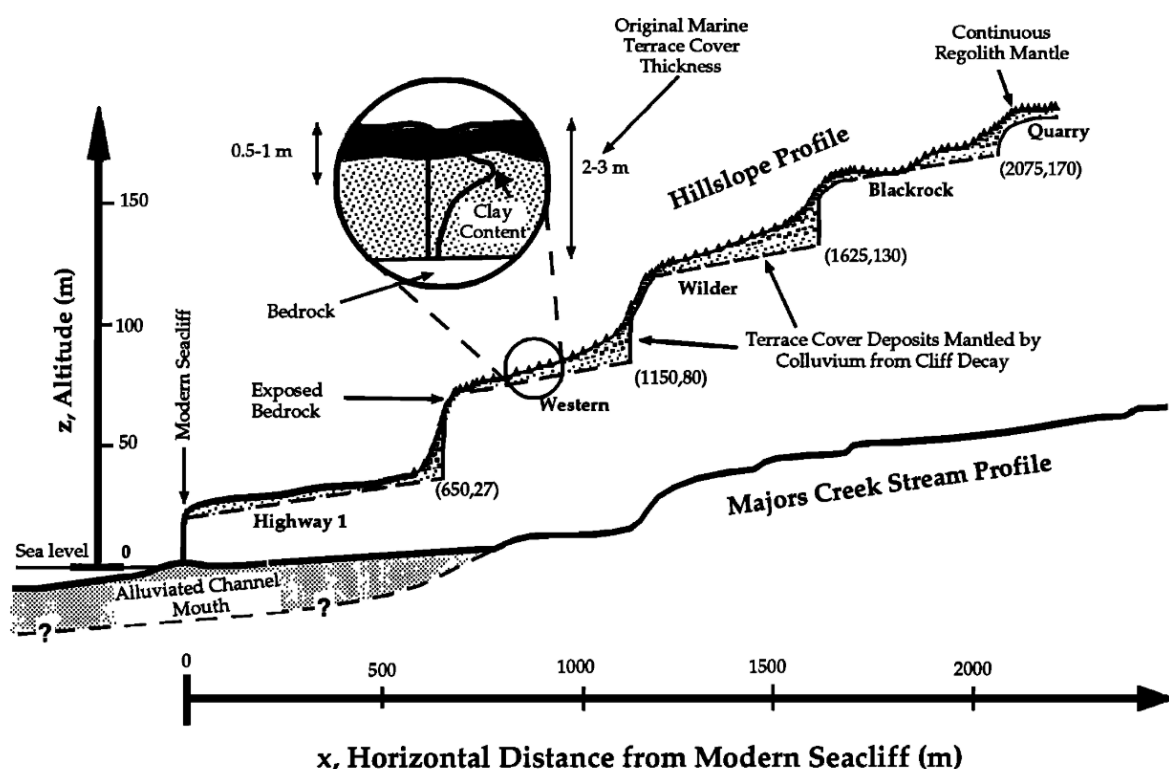 Original Marine
Terrace Cover
Thickness
Continuous
Regolith Mantle
0.5-1 m
2-3 m
Clay
Content
Bedrock
Hillslope Profile
Quarry
(2075,170)
Blackrock
(1625,130)
Wilder
Terrace Cover Deposits Mantled by
Colluvium from Cliff Decay
(1150,80)
Western
Exposed
Bedrock
Modern Seacliff
(650,27)
Highway 1
Majors Creek Stream Profile
z, Altitude (m)
150
100
50
0
Sea level
Alluviated Channel
Mouth
?
?
0
500
1000
1500
2000
x, Horizontal Distance from Modern Seacliff (m)